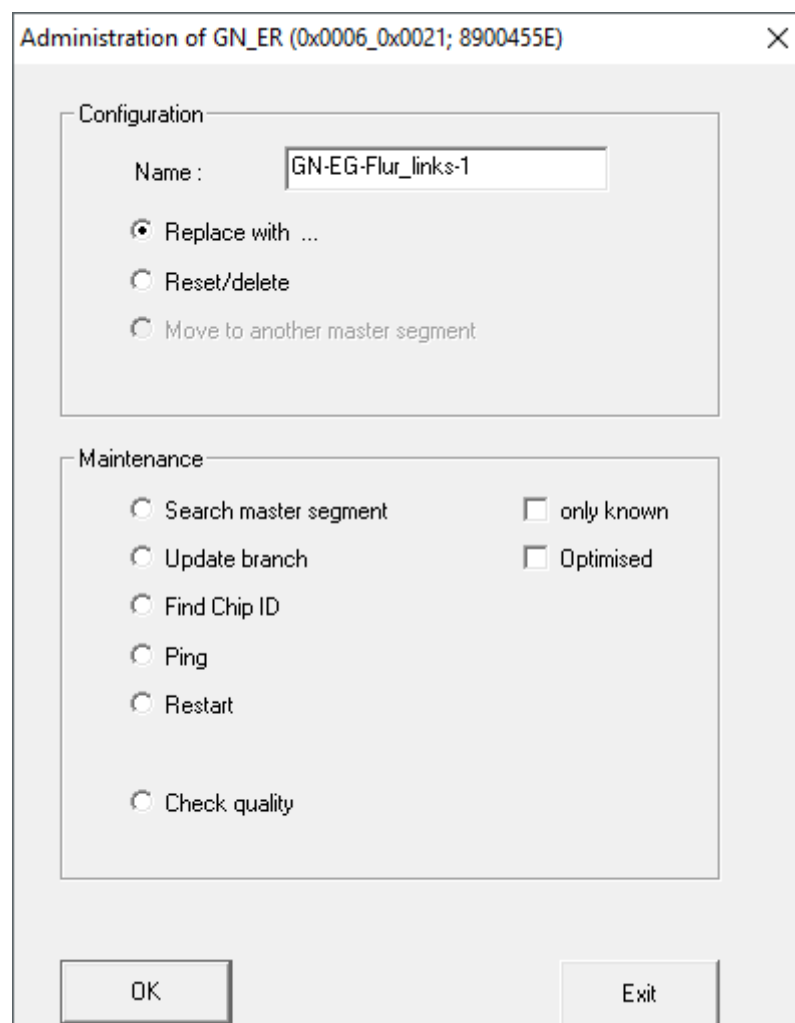 Administration of GN_ER (0x0006_0x0021; 8900455E)
Configuration
Name : GN-EG-Flur_links-1
Replace with ...
Reset/delete
Move to another master segment
Maintenance
Search master segment only known
Update branch Optimised
Find Chip ID
Ping
Restart
Check quality
OK Exit